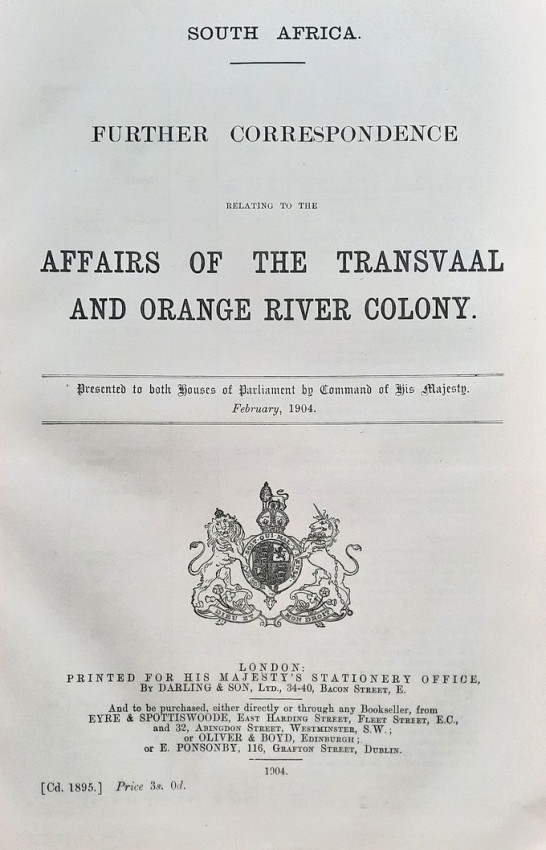 SOUTH AFRICA.
FURTHER CORRESPONDENCE
RELATING TO THE
AFFAIRS OF THE TRANSVAAL
AND ORANGE RIVER COLONY.
Presented to both Houses of Parliament by Command of His Majesty.
February, 1904.
DIEU ET MON DROIT
LONDON:
PRINTED FOR HIS MAJESTY'S STATIONERY OFFICE,
BY DARLING & SON, LTD., 34-40, BACON STREET, E.
And to be purchased, either directly or through any Bookseller, from
EYRE & SPOTTISWOODE, EAST HARDING STREET, FLEET STREET, E.C.,
and 32, ABINGDON STREET, WESTMINSTER, S.W.;
or OLIVER & BOYD, EDINBURGH;
or E. PONSONBY, 116, GRAFTON STREET, DUBLIN.
1904.
[Cd. 1895.] Price 3s. 0d.